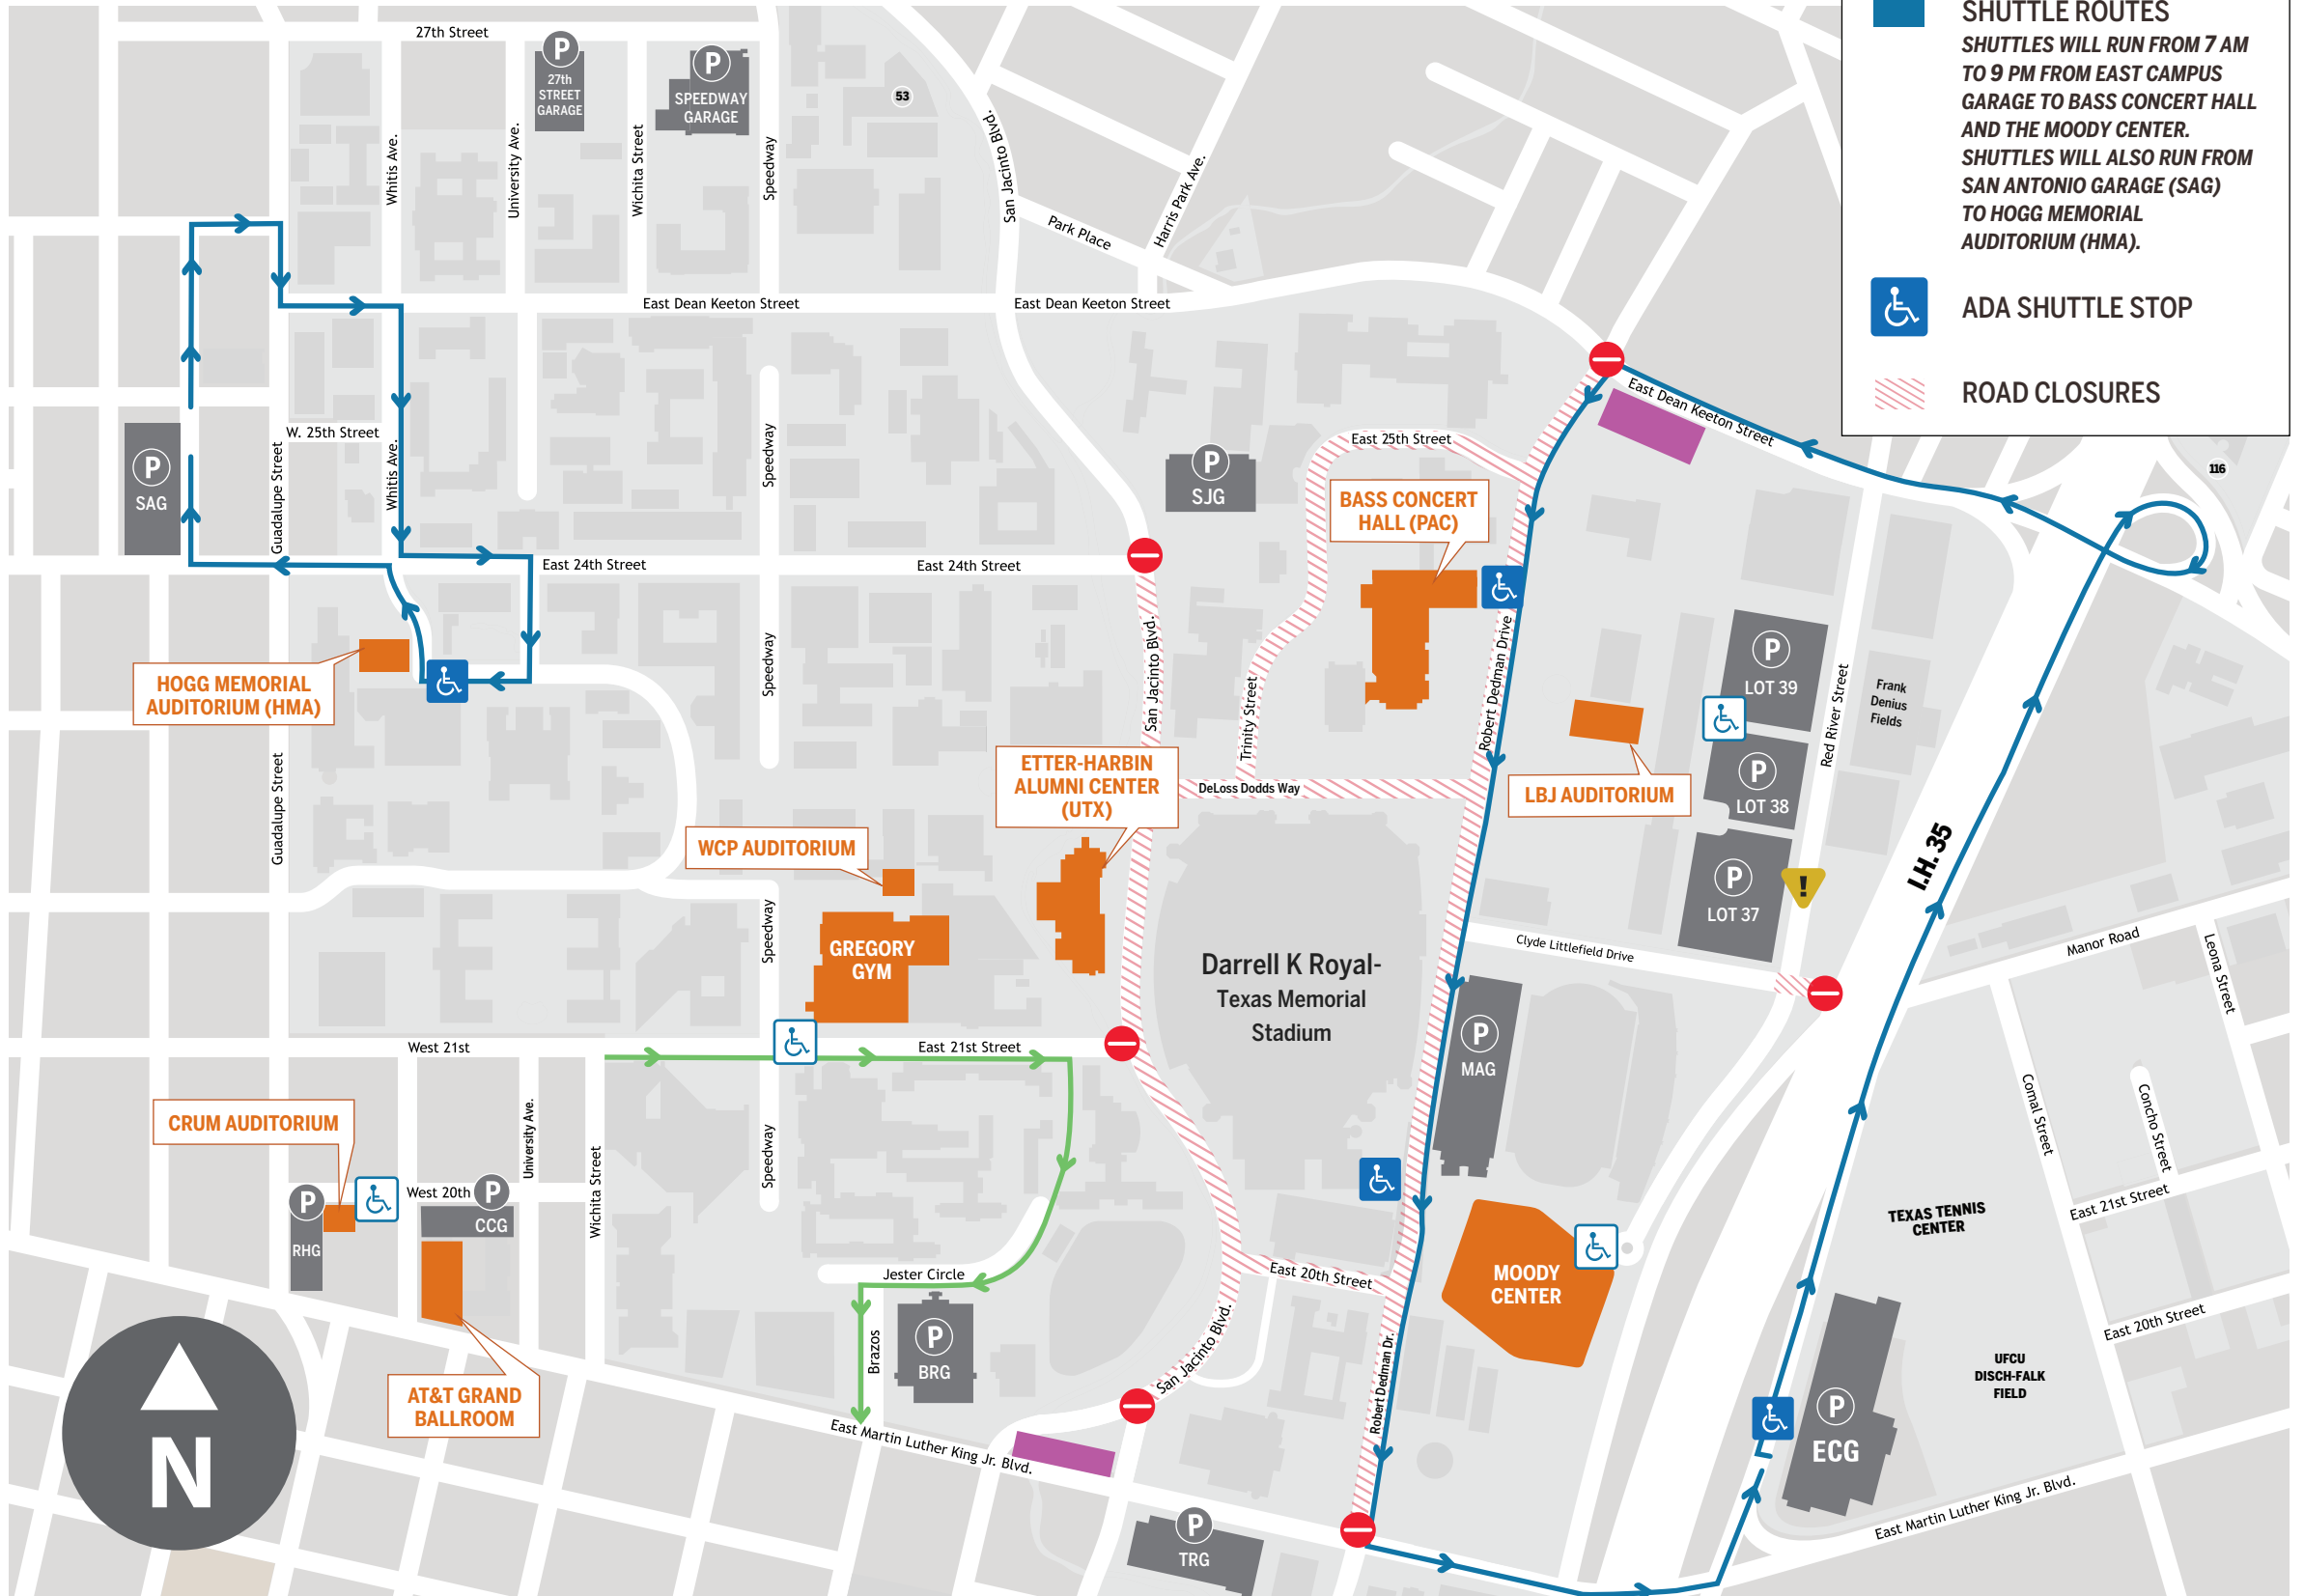 SHUTTLE ROUTES
SHUTTLES WILL RUN FROM 7 AM
TO 9 PM FROM EAST CAMPUS
GARAGE TO BASS CONCERT HALL
AND THE MOODY CENTER.
SHUTTLES WILL ALSO RUN FROM
SAN ANTONIO GARAGE (SAG)
TO HOGG MEMORIAL
AUDITORIUM (HMA).
ADA SHUTTLE STOP
ROAD CLOSURES
27th Street
P
27th
STREET
GARAGE
P
SPEEDWAY
GARAGE
53
Whitis Ave.
University Ave.
Wichita Street
Speedway
San Jacinto Blvd.
Harris Park Ave.
Park Place
East Dean Keeton Street
East Dean Keeton Street
East Dean Keeton Street
W. 25th Street
Guadalupe Street
Whitis Ave.
Speedway
P
SAG
P
SJG
East 25th Street
BASS CONCERT
HALL (PAC)
116
East 24th Street
East 24th Street
HOGG MEMORIAL
AUDITORIUM (HMA)
Speedway
San Jacinto Blvd.
Trinity Street
Robert Dedman Drive
P
LOT 39
Red River Street
Frank
Denius
Fields
P
LOT 38
P
LOT 37
!
LBJ AUDITORIUM
I.H. 35
ETTER-HARBIN
ALUMNI CENTER
(UTX)
DeLoss Dodds Way
Guadalupe Street
WCP AUDITORIUM
GREGORY
GYM
Speedway
Darrell K Royal-
Texas Memorial
Stadium
Clyde Littlefield Drive
Manor Road
Leona Street
West 21st
East 21st Street
P
MAG
Comal Street
Concho Street
CRUM AUDITORIUM
University Ave.
Wichita Street
Speedway
P
RHG
West 20th
P
CCG
East 21st Street
TEXAS TENNIS
CENTER
Jester Circle
East 20th Street
MOODY
CENTER
East 20th Street
Brazos
P
BRG
San Jacinto Blvd.
Robert Dedman Dr.
UFCU
DISCH-FALK
FIELD
AT&T GRAND
BALLROOM
P
ECG
East Martin Luther King Jr. Blvd.
East Martin Luther King Jr. Blvd.
P
TRG
N